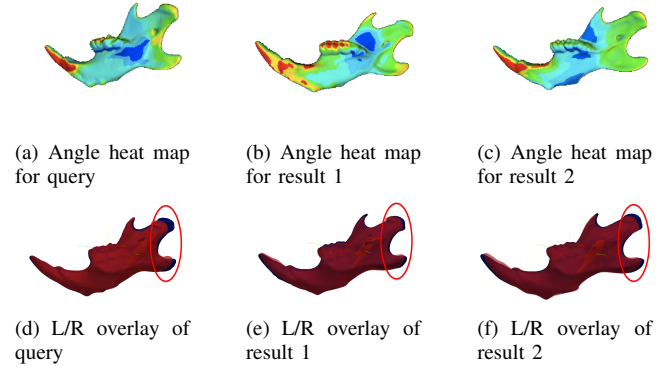 (a) Angle heat map for query
(b) Angle heat map for result 1
(c) Angle heat map for result 2
(d) L/R overlay of query
(e) L/R overlay of result 1
(f) L/R overlay of result 2